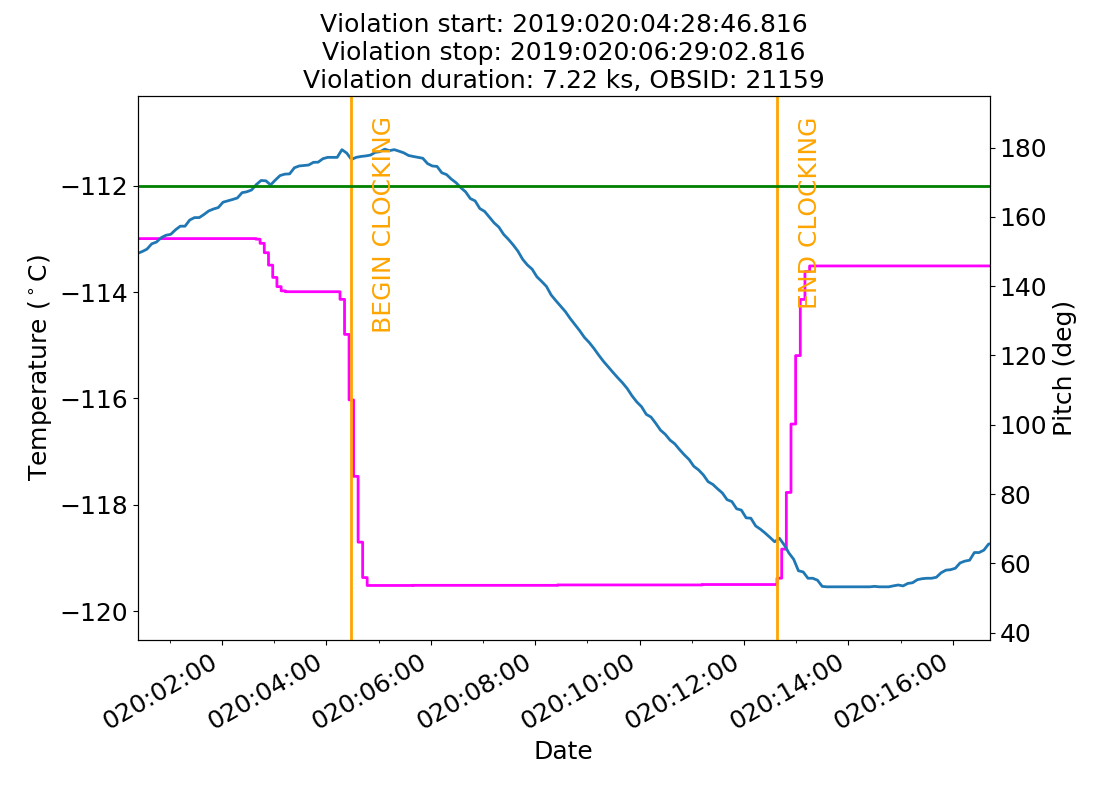 Violation start: 2019:020:04:28:46.816
Violation stop: 2019:020:06:29:02.816
Violation duration: 7.22 ks, OBSID: 21159
BEGIN CLOCKING
END CLOCKING
Temperature (°C)
−112
−114
−116
−118
−120
Pitch (deg)
180
160
140
120
100
80
60
40
020:02:00
020:04:00
020:06:00
020:08:00
020:10:00
020:12:00
020:14:00
020:16:00
Date